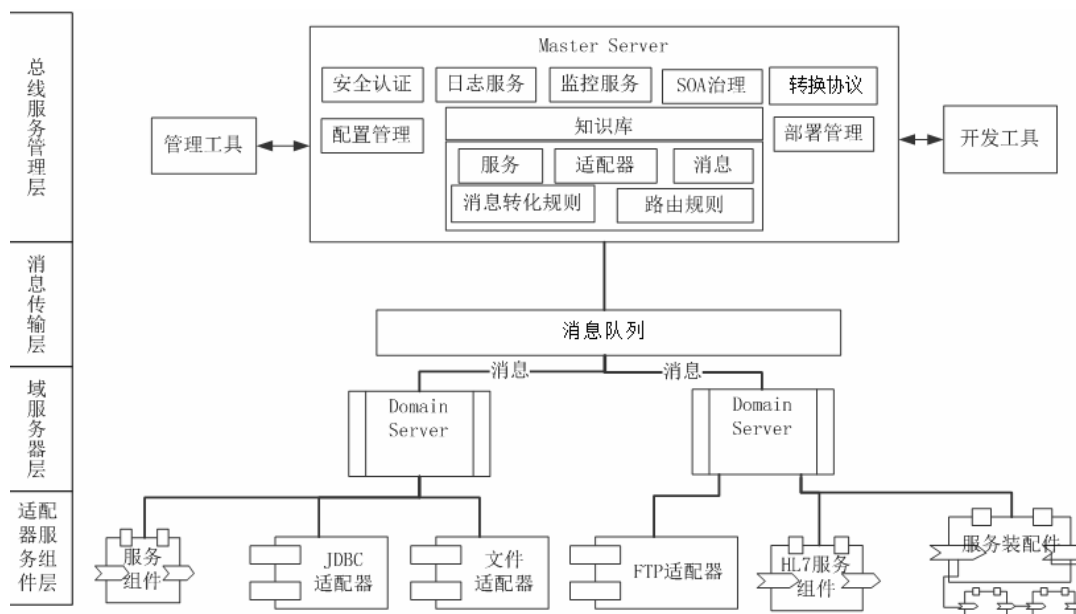 总线服务管理层
Master Server
安全认证
日志服务
监控服务
SOA治理
转换协议
管理工具
配置管理
知识库
部署管理
开发工具
服务
适配器
消息
消息转化规则
路由规则
消息传输层
消息队列
消息
消息
域服务器层
Domain
Server
Domain
Server
适配器服务组件层
服务
组件
JDBC
适配器
文件
适配器
FTP适配器
HL7服务
组件
服务装配件